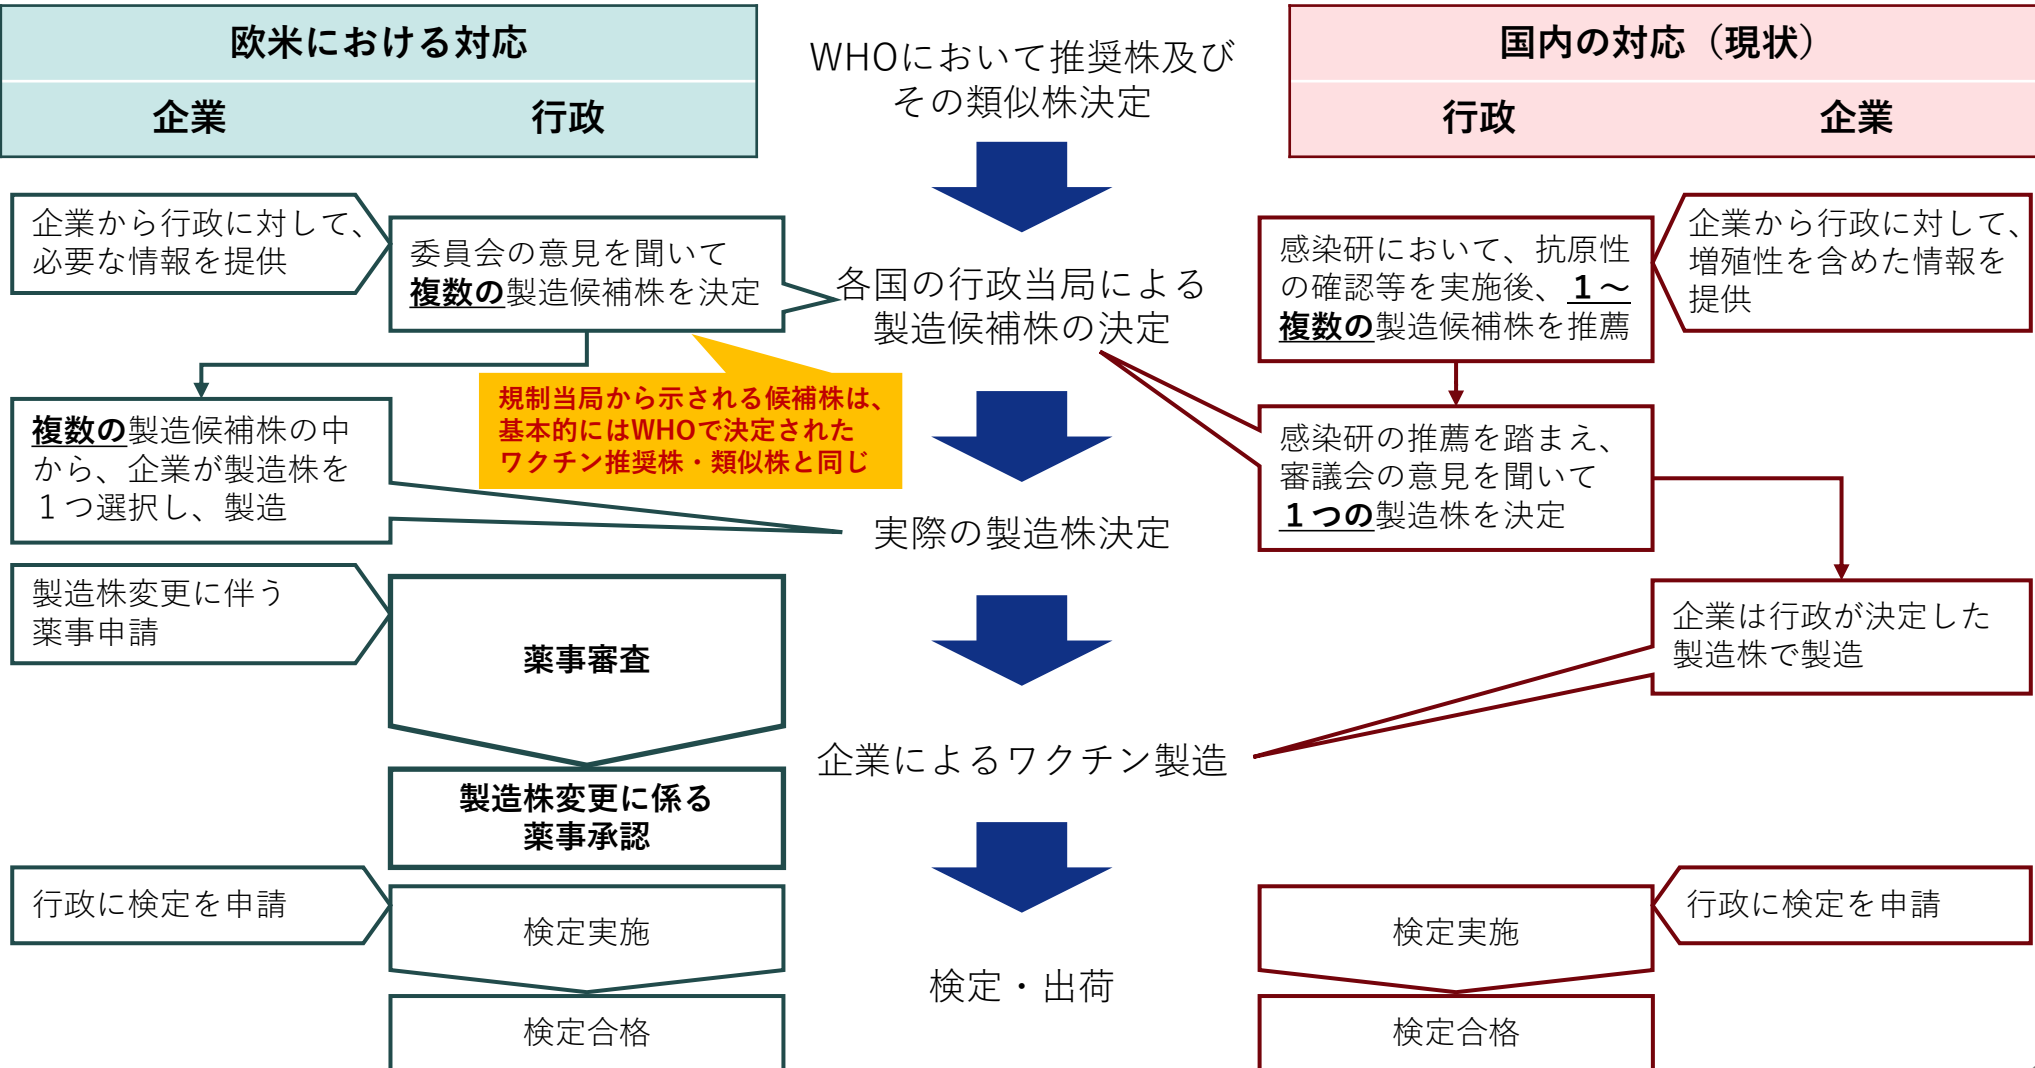 欧米における対応
企業
行政
WHOにおいて推奨株及び
その類似株決定
国内の対応（現状）
行政
企業
企業から行政に対して、
必要な情報を提供
委員会の意見を聞いて
複数の製造候補株を決定
各国の行政当局による
製造候補株の決定
感染研において、抗原性
の確認等を実施後、１～
複数の製造候補株を推薦
企業から行政に対して、
増殖性を含めた情報を
提供
規制当局から示される候補株は、
基本的にはWHOで決定された
ワクチン推奨株・類似株と同じ
複数の製造候補株の中
から、企業が製造株を
１つ選択し、製造
実際の製造株決定
感染研の推薦を踏まえ、
審議会の意見を聞いて
１つの製造株を決定
製造株変更に伴う
薬事申請
薬事審査
企業は行政が決定した
製造株で製造
企業によるワクチン製造
製造株変更に係る
薬事承認
行政に検定を申請
検定実施
検定・出荷
検定実施
行政に検定を申請
検定合格
検定合格